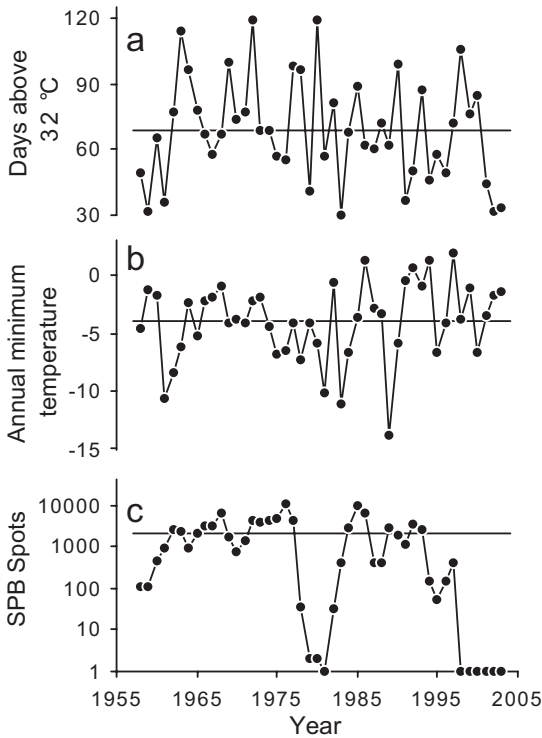 a
Days above
32 °C
120
90
60
30
b
Annual minimum
temperature
0
-5
-10
-15
c
SPB Spots
10000
1000
100
10
1
1955 1965 1975 1985 1995 2005
Year